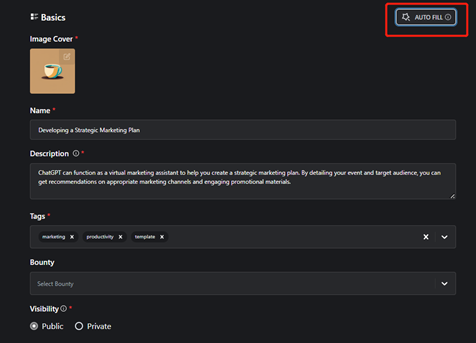 Basics
AUTO FILL
Image Cover *
Name *
Developing a Strategic Marketing Plan
Description *
ChatGPT can function as a virtual marketing assistant to help you create a strategic marketing plan. By detailing your event and target audience, you can
get recommendations on appropriate marketing channels and engaging promotional materials.
Tags *
marketing productivity template
Bounty
Select Bounty
Visibility *
Public Private